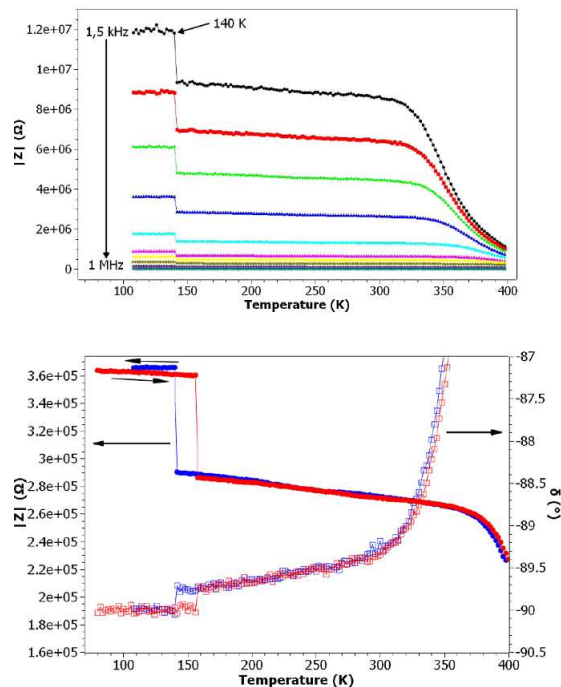 1,5 kHz
140 K
1.2e+07
1e+07
8e+06
6e+06
4e+06
2e+06
0
1 MHz
|Z| (Ω)
100 150 200 250 300 350 400
Temperature (K)
3.6e+05
3.4e+05
3.2e+05
3e+05
2.8e+05
2.6e+05
2.4e+05
2.2e+05
2e+05
1.8e+05
1.6e+05
|Z| (Ω)
-87
-87.5
-88
-88.5
-89
-89.5
-90
-90.5
δ (°)
100 150 200 250 300 350 400
Temperature (K)